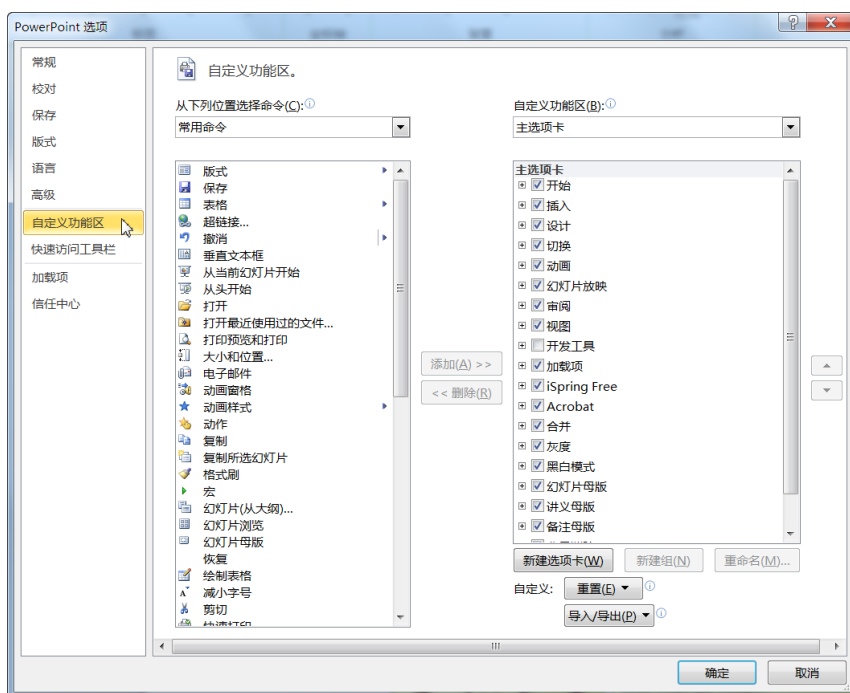 PowerPoint 选项
常规
校对
保存
版式
语言
高级
自定义功能区
快速访问工具栏
加载项
信任中心
自定义功能区。
从下列位置选择命令(C):
常用命令
版式
保存
表格
超链接...
撤消
垂直文本框
从当前幻灯片开始
从头开始
打开
打开最近使用过的文件...
打印预览和打印
大小和位置...
电子邮件
动画窗格
动画样式
动作
复制
复制所选幻灯片
格式刷
宏
幻灯片(从大纲)...
幻灯片浏览
幻灯片母版
恢复
绘制表格
减小字号
剪切
快速打印
添加(A) >>
<< 删除(R)
自定义功能区(B):
主选项卡
主选项卡
开始
插入
设计
切换
动画
幻灯片放映
审阅
视图
开发工具
加载项
iSpring Free
Acrobat
合并
灰度
黑白模式
幻灯片母版
讲义母版
备注母版
新建选项卡(W)
新建组(N)
重命名(M)...
自定义:
重置(E)
导入/导出(P)
确定
取消